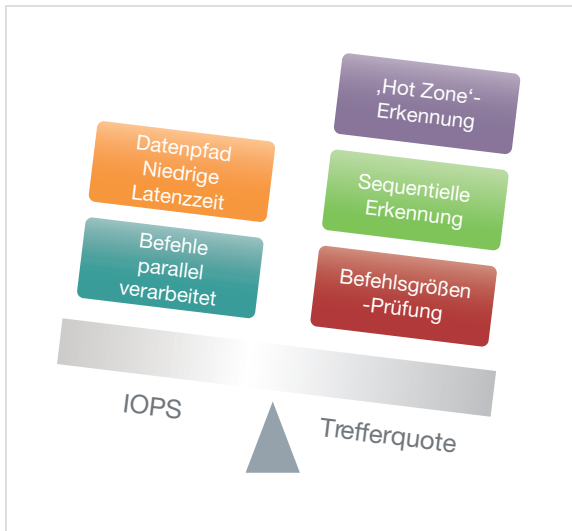 ‚Hot Zone‘-
Erkennung
Datenpfad
Niedrige
Latenzzeit
Sequentielle
Erkennung
Befehle
parallel
verarbeitet
Befehlsgrößen
-Prüfung
IOPS
Trefferquote